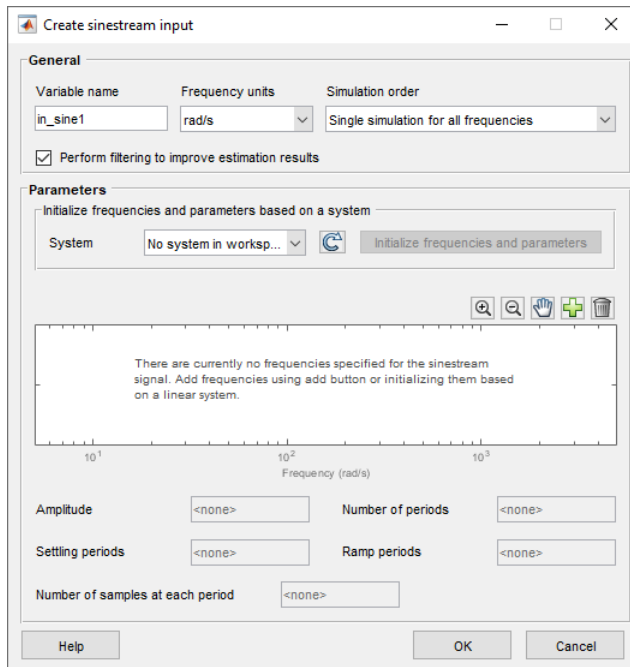 Create sinestream input
General
Variable name Frequency units Simulation order
in_sine1 rad/s Single simulation for all frequencies
Perform filtering to improve estimation results
Parameters
Initialize frequencies and parameters based on a system
System No system in worksp... Initialize frequencies and parameters
There are currently no frequencies specified for the sinestream
signal. Add frequencies using add button or initializing them based
on a linear system.
10^1 10^2 10^3
Frequency (rad/s)
Amplitude <none> Number of periods <none>
Settling periods <none> Ramp periods <none>
Number of samples at each period <none>
Help OK Cancel